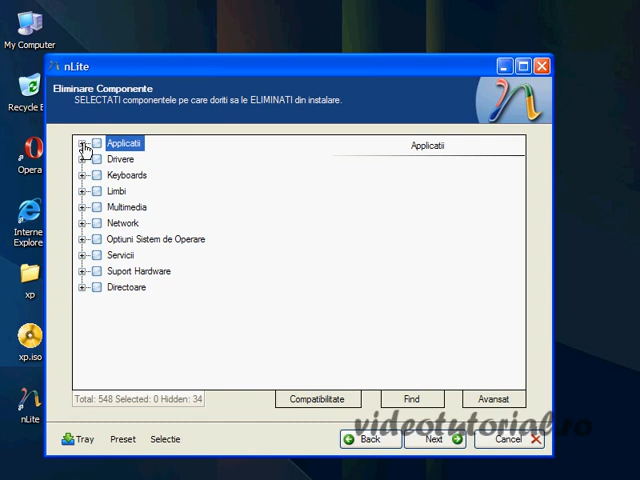 My Computer
Recycle B
Opera
Internet
Explorer
xp
xp.iso
nLite
nLite
Eliminare Componente
SELECTATI componentele pe care doriti sa le ELIMINATI din instalare.
Applicatii
Drivere
Keyboards
Limbi
Multimedia
Network
Optiuni Sistem de Operare
Servicii
Suport Hardware
Directoare
Applicatii
Total: 548 Selected: 0 Hidden: 34
Compatibilitate
Find
Avansat
Tray
Preset
Selectie
Back
Next
Cancel
videotutorial.ro